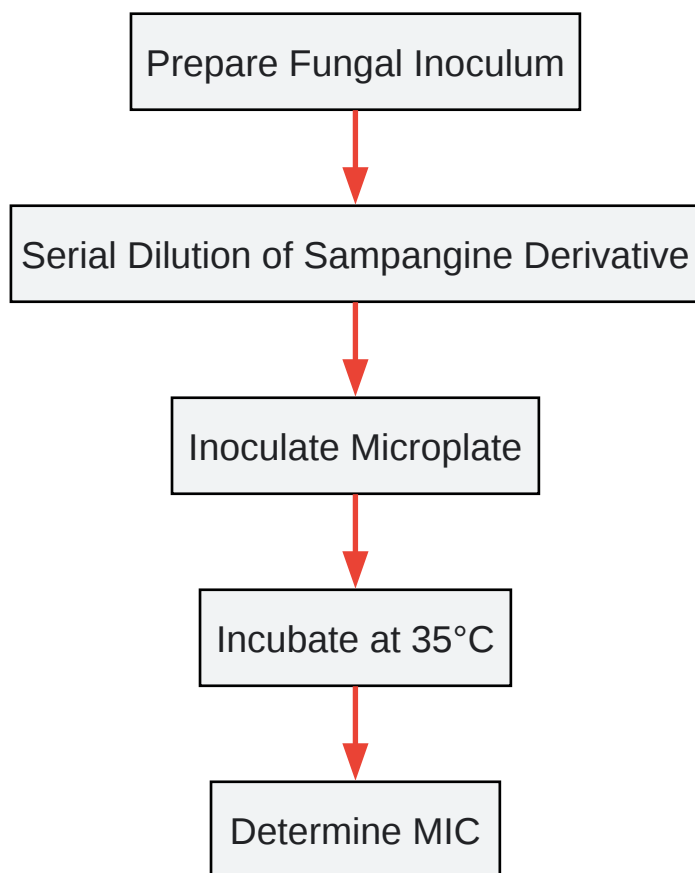 Prepare Fungal Inoculum
Serial Dilution of Sampangine Derivative
Inoculate Microplate
Incubate at 35°C
Determine MIC